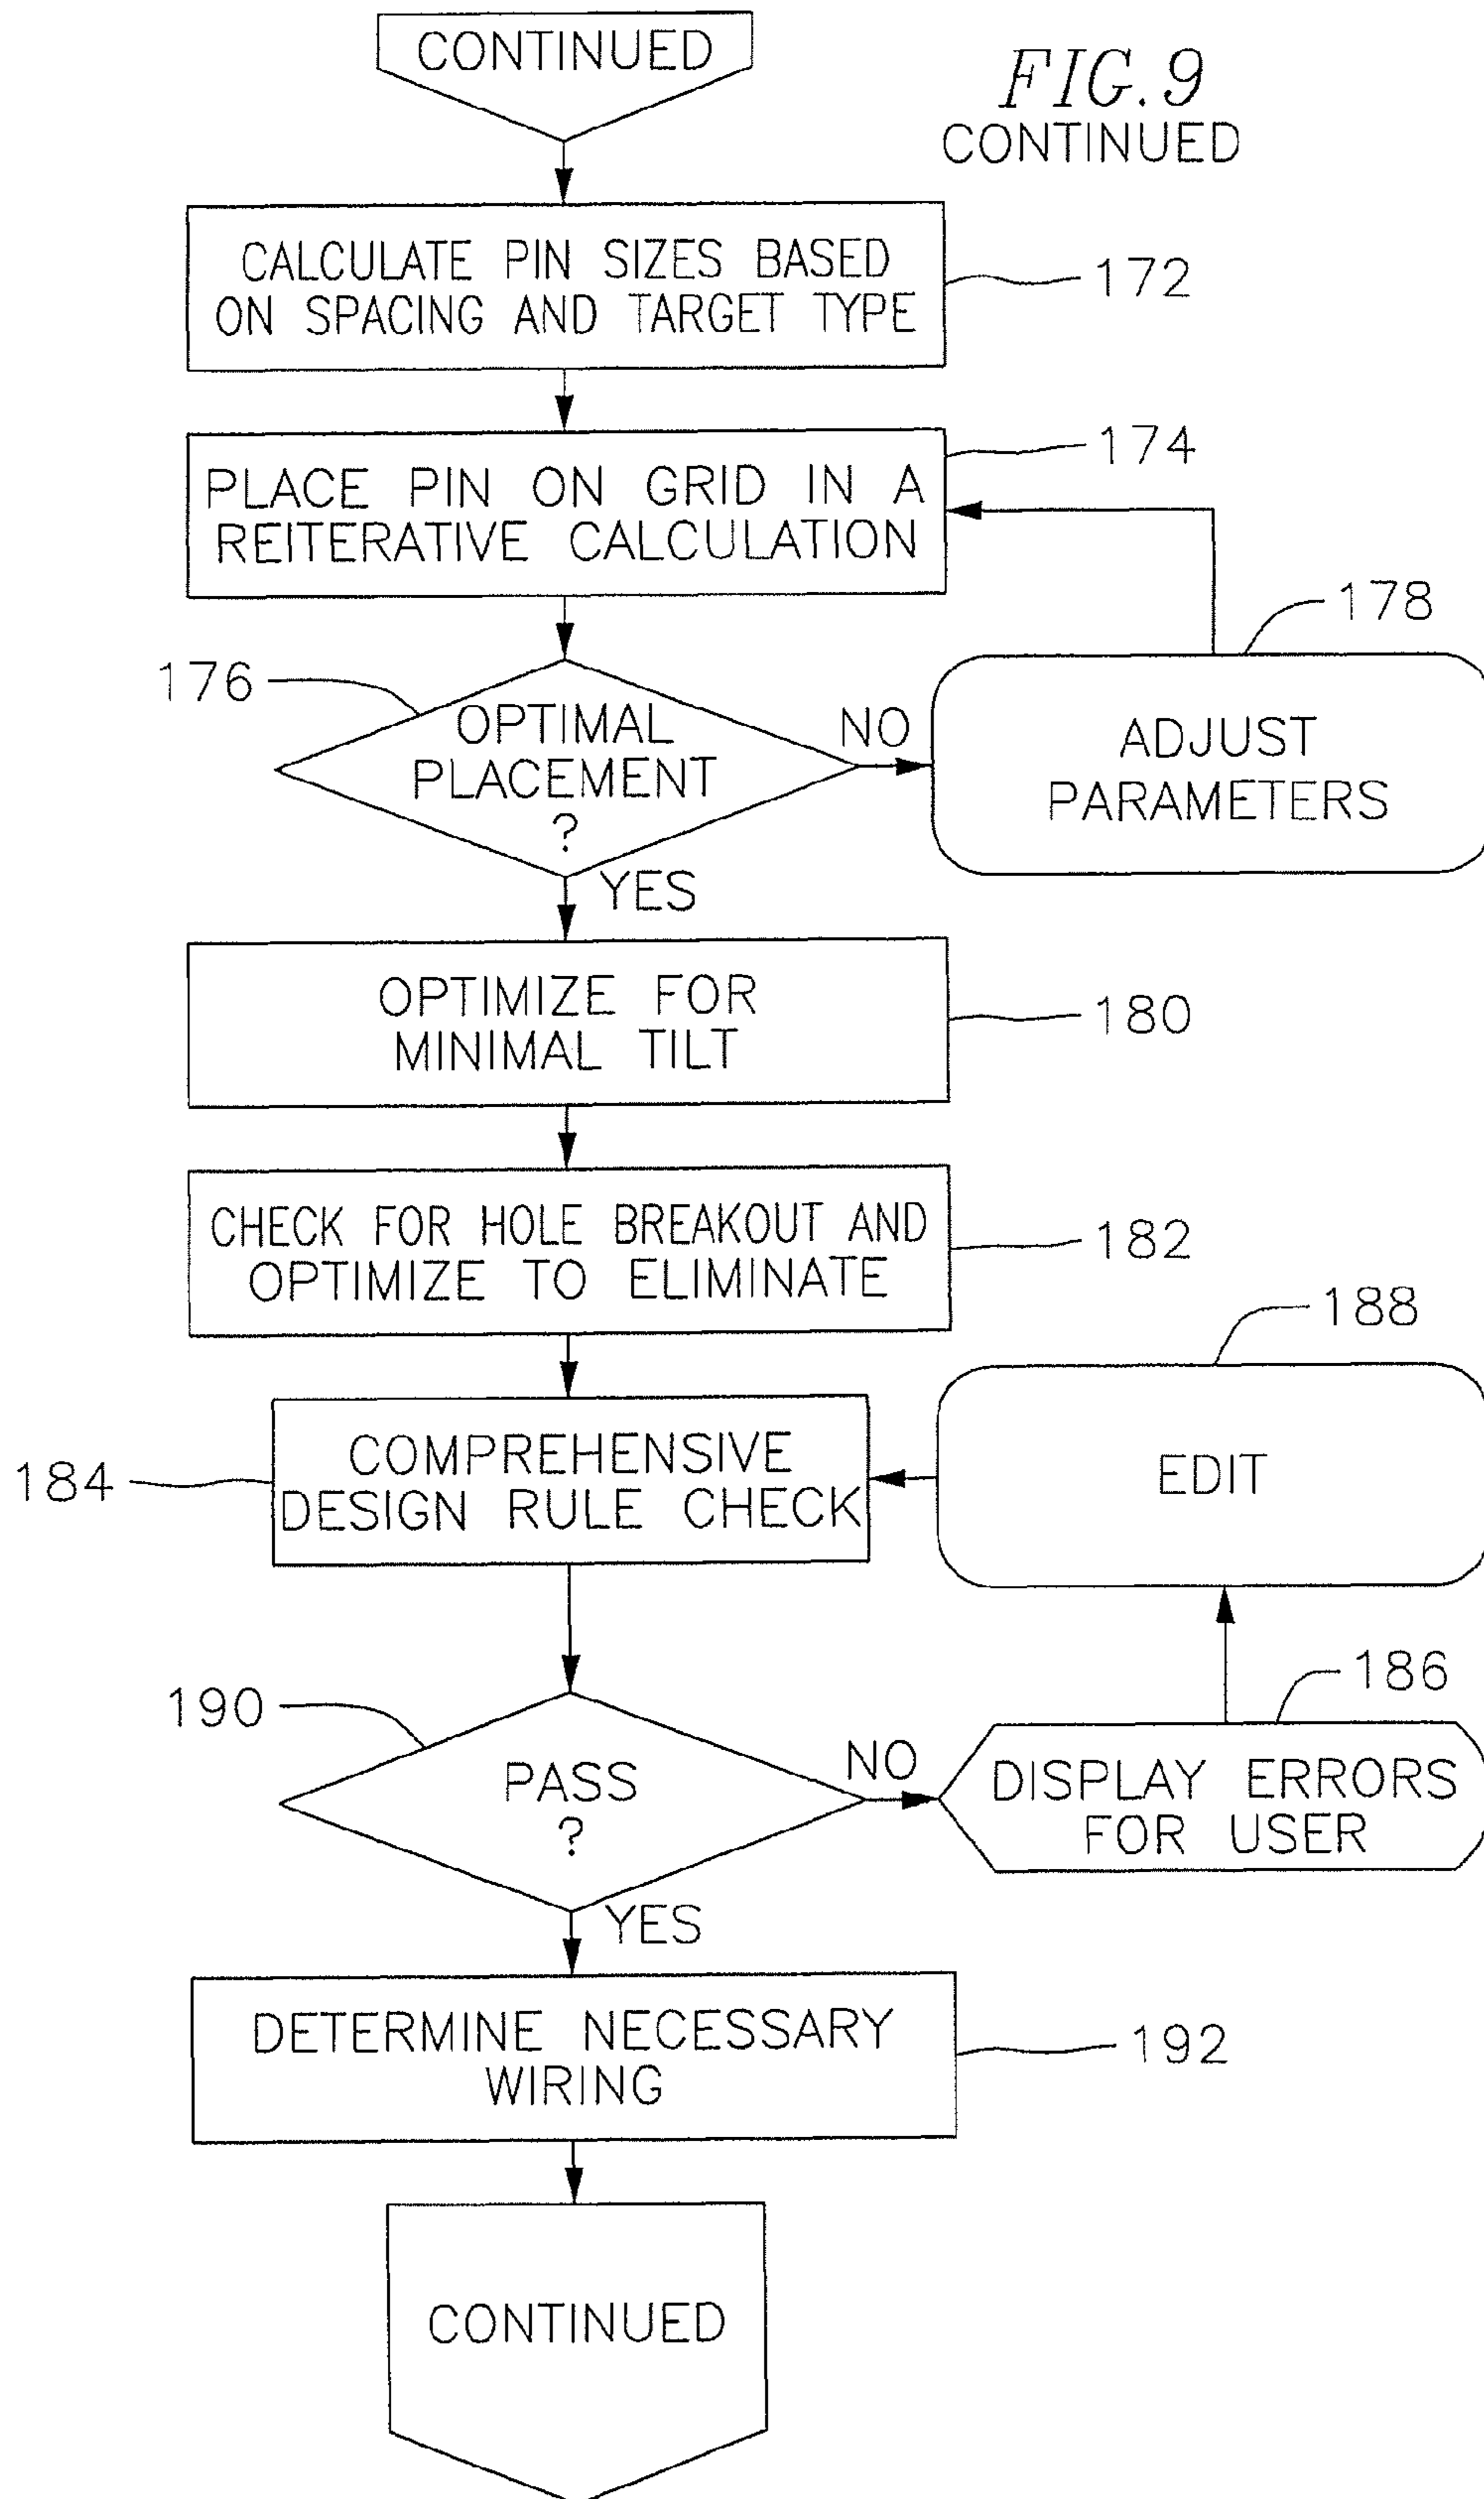 CONTINUED
FIG. 9
CONTINUED
CALCULATE PIN SIZES BASED
ON SPACING AND TARGET TYPE
172
PLACE PIN ON GRID IN A
REITERATIVE CALCULATION
174
178
176
OPTIMAL
PLACEMENT
?
NO
ADJUST
PARAMETERS
YES
OPTIMIZE FOR
MINIMAL TILT
180
CHECK FOR HOLE BREAKOUT AND
OPTIMIZE TO ELIMINATE
182
188
184
COMPREHENSIVE
DESIGN RULE CHECK
EDIT
186
190
PASS
?
NO
DISPLAY ERRORS
FOR USER
YES
DETERMINE NECESSARY
WIRING
192
CONTINUED